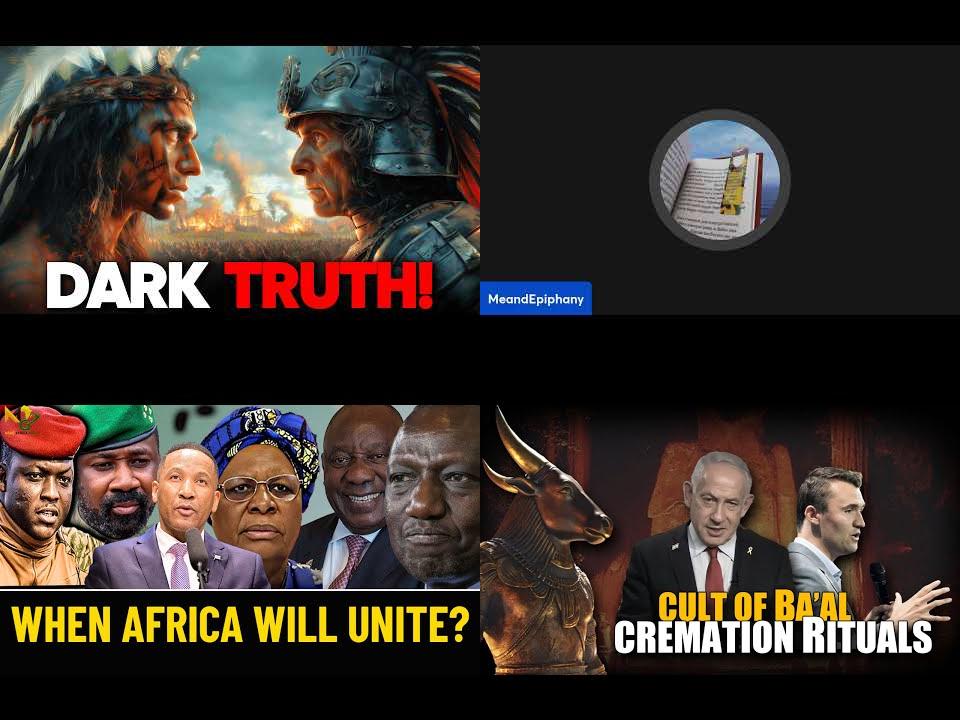 DARK TRUTH!
MeandEpiphany
WHEN AFRICA WILL UNITE?
CULT OF BA'AL
CREMATION RITUALS